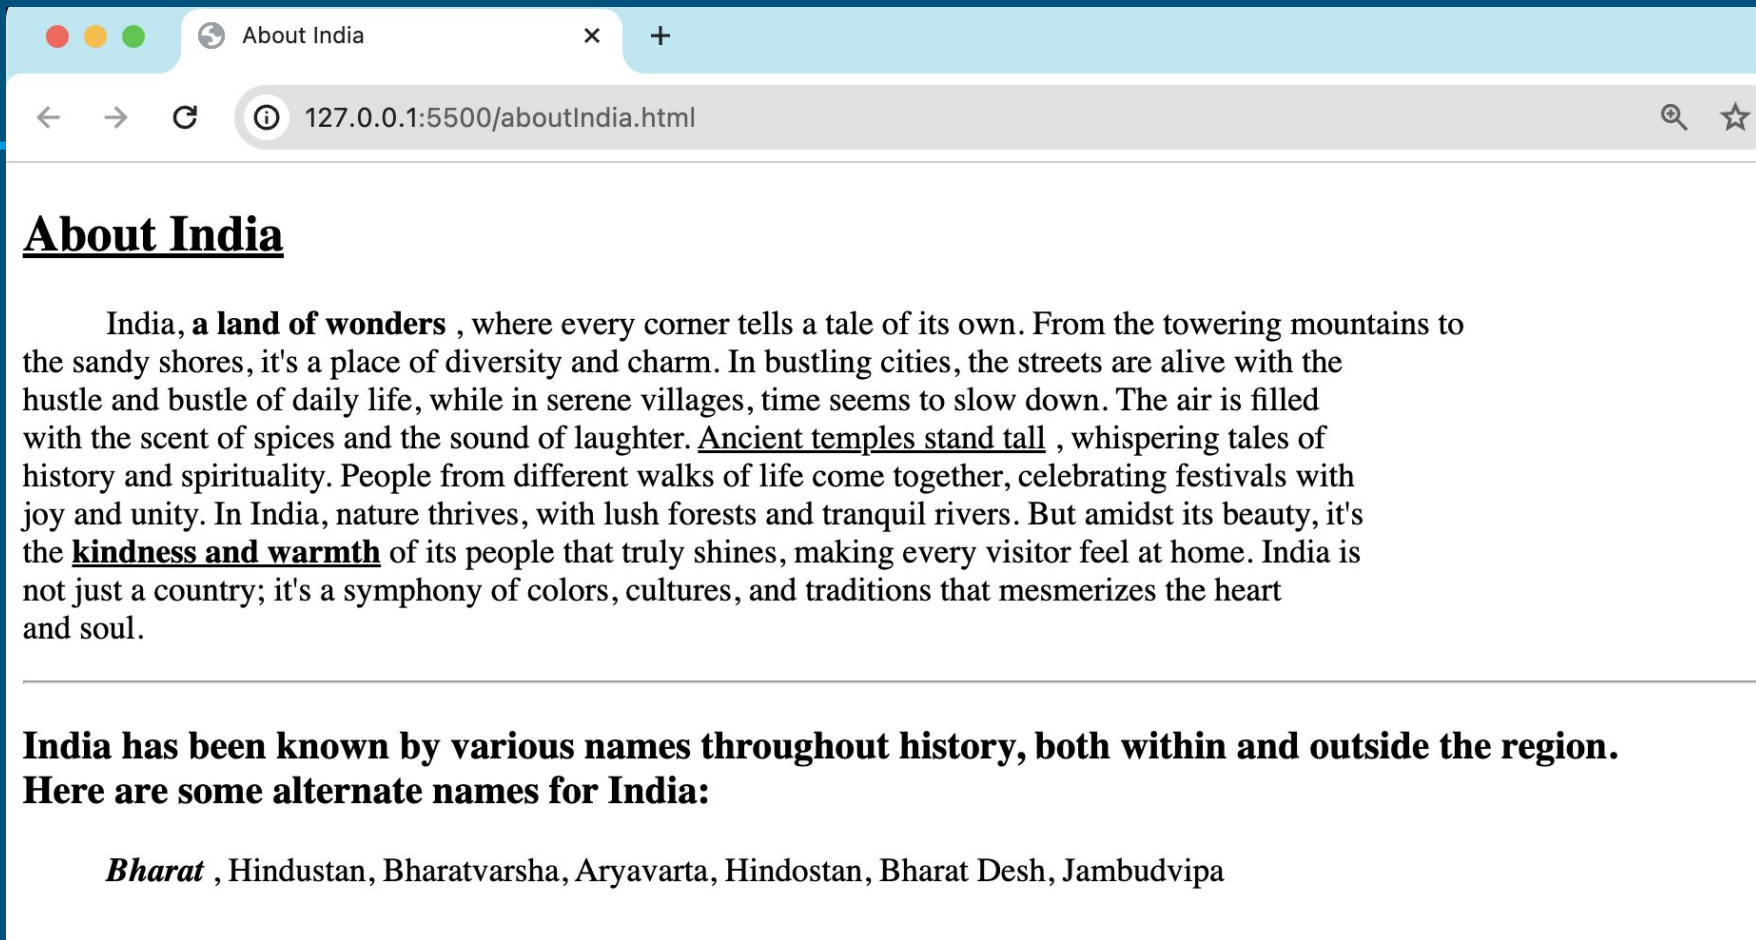 About India
127.0.0.1:5500/aboutIndia.html
About India
India, a land of wonders , where every corner tells a tale of its own. From the towering mountains to
the sandy shores, it's a place of diversity and charm. In bustling cities, the streets are alive with the
hustle and bustle of daily life, while in serene villages, time seems to slow down. The air is filled
with the scent of spices and the sound of laughter. Ancient temples stand tall , whispering tales of
history and spirituality. People from different walks of life come together, celebrating festivals with
joy and unity. In India, nature thrives, with lush forests and tranquil rivers. But amidst its beauty, it's
the kindness and warmth of its people that truly shines, making every visitor feel at home. India is
not just a country; it's a symphony of colors, cultures, and traditions that mesmerizes the heart
and soul.
India has been known by various names throughout history, both within and outside the region.
Here are some alternate names for India:
Bharat , Hindustan, Bharatvarsha, Aryavarta, Hindostan, Bharat Desh, Jambudvipa